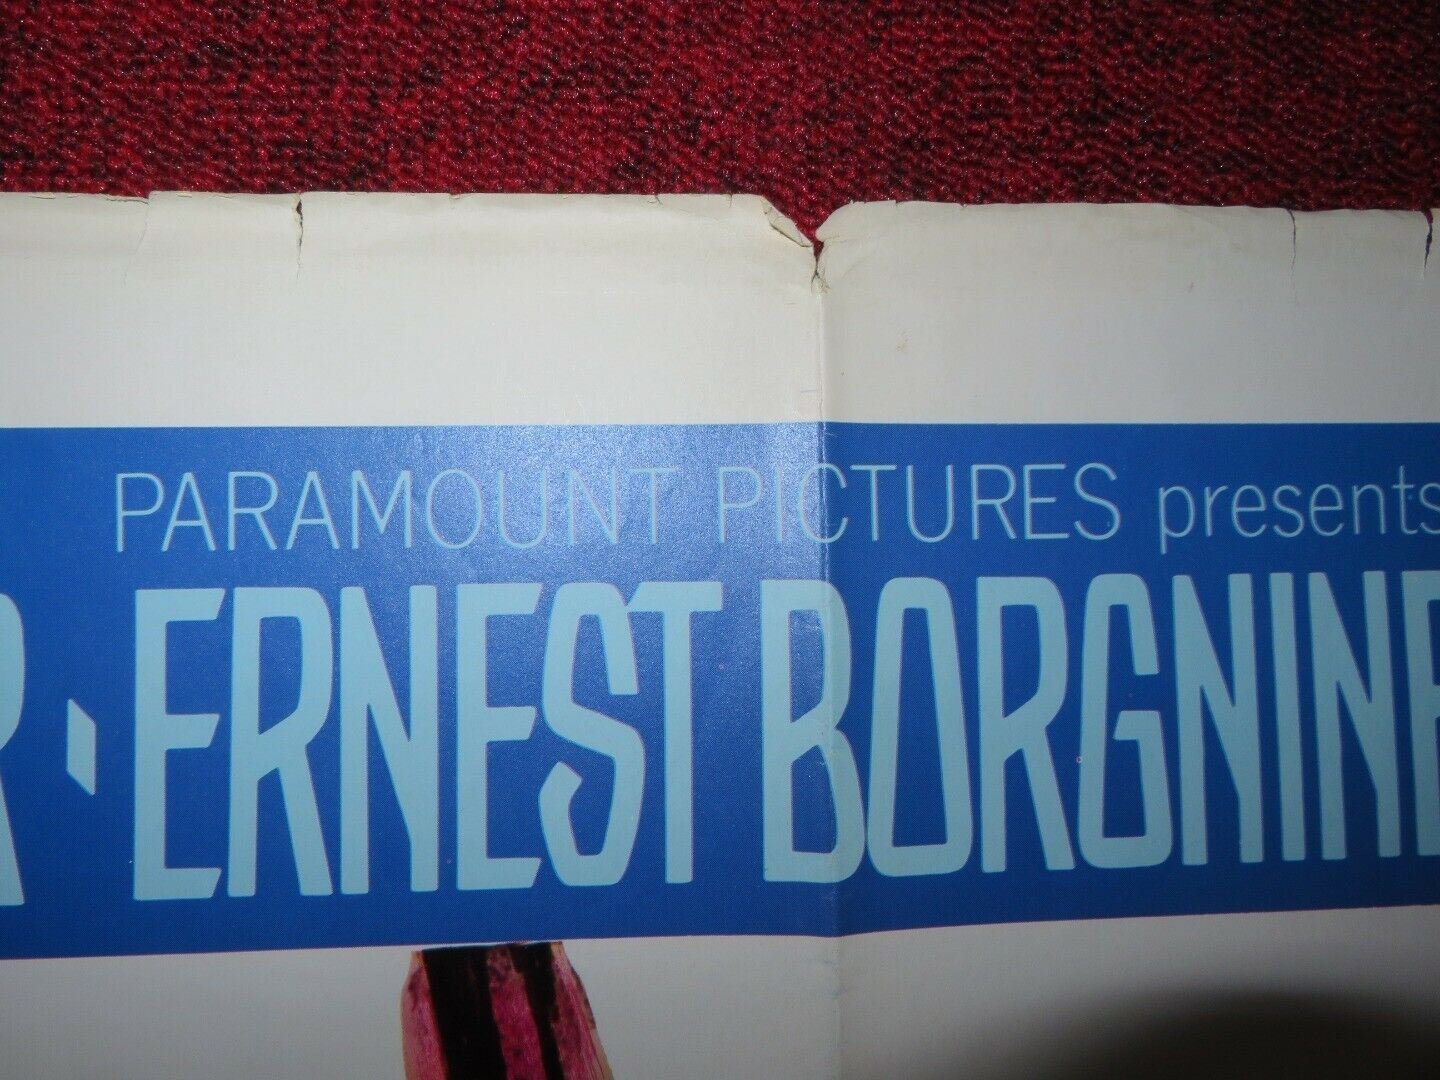 PARAMOUNT PICTURES presents
R · ERNEST BORGNINE